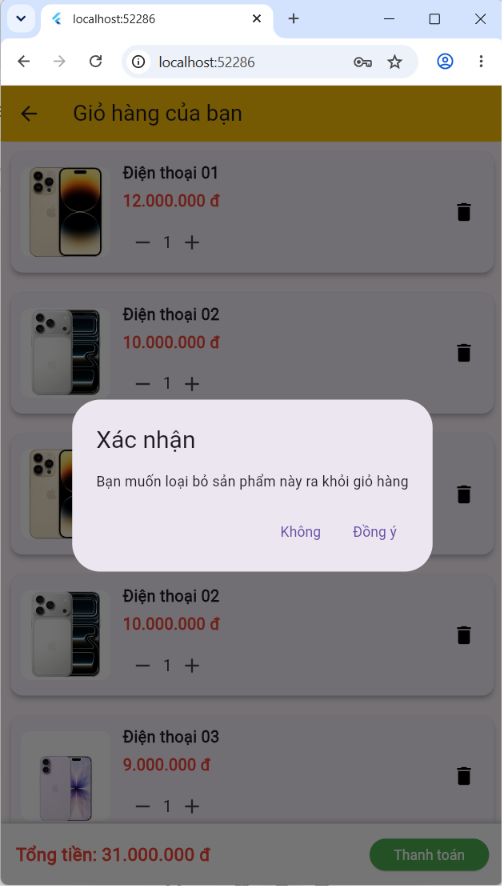 localhost:52286
localhost:52286
Giỏ hàng của bạn
Điện thoại 01
12.000.000 đ
1
Điện thoại 02
10.000.000 đ
1
Xác nhận
Bạn muốn loại bỏ sản phẩm này ra khỏi giỏ hàng
Không Đồng ý
Điện thoại 02
10.000.000 đ
1
Điện thoại 03
9.000.000 đ
1
Tổng tiền: 31.000.000 đ Thanh toán